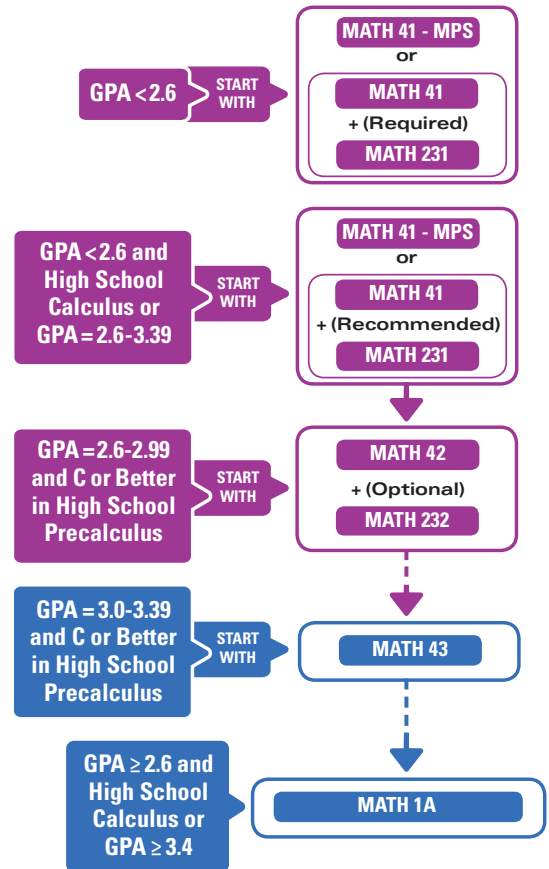 GPA <2.6
START
WITH
MATH 41 - MPS
or
MATH 41
+ (Required)
MATH 231
GPA <2.6 and
High School
Calculus or
GPA = 2.6-3.39
START
WITH
MATH 41 - MPS
or
MATH 41
+ (Recommended)
MATH 231
GPA = 2.6-2.99
and C or Better
in High School
Precalculus
START
WITH
MATH 42
+ (Optional)
MATH 232
GPA = 3.0-3.39
and C or Better
in High School
Precalculus
START
WITH
MATH 43
GPA ≥ 2.6 and
High School
Calculus or
GPA ≥ 3.4
MATH 1A